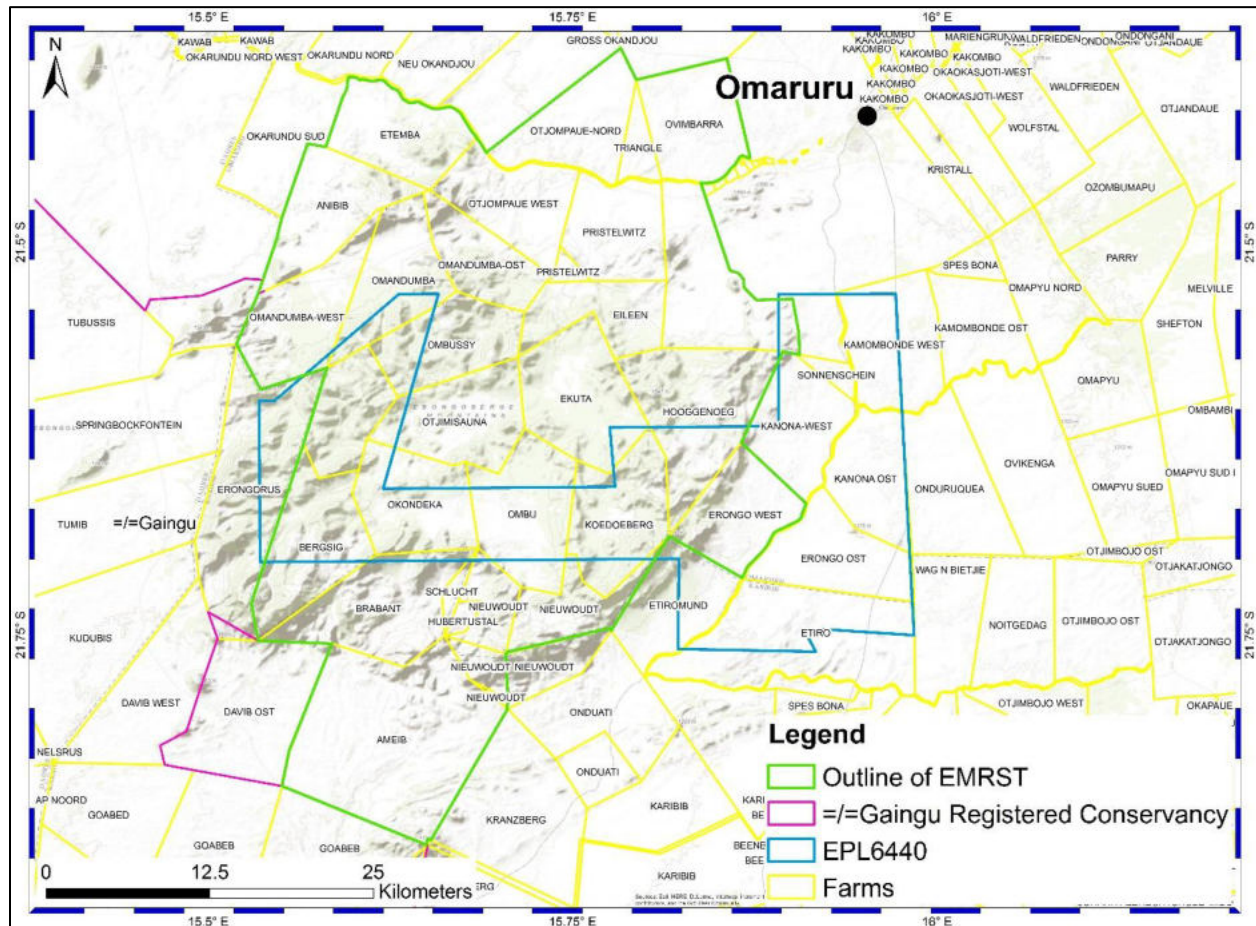 15.5° E
15.75° E
16° E
N
KAWAB
KAWAB
OKARUNDU NORD WEST
OKARUNDU NORD
NEU OKANDJOU
GROSS OKANDJOU
KAKOMBO
MARIENGRUN
WALDFRIEDEN
ONDONGANI
KAKOMBO
KAKOMBO
ONDONGANI
OTJANDAUE
KAKOMBO
KAKOMBO
KAKOMBO
OKAOKASJOTI-WEST
KAKOMBO
WALDFRIEDEN
Omaruru
KAKOMBO
OKAOKASJOTI-WEST
OTJANDAUE
OKARUNDU SUD
ETEMBA
OTJOMPAUE-NORD
OVIMBARRA
WOLFSTAL
TRIANGLE
KRISTALL
OZOMBUMAPU
ANIBIB
OTJOMPAUE WEST
21.5° S
21.5° S
PRISTELWITZ
PARRY
OMANDUMBA-OST
SPES BONA
OMANDUMBA
PRISTELWITZ
OMAPYU NORD
MELVILLE
TUBUSSIS
OMANDUMBA-WEST
EILEEN
KAMOMBONDE OST
SHEFTON
OMBUSSY
KAMOMBONDE WEST
SONNENSCHEIN
OMAPYU
EKUTA
ERONGOBERGE
MOUNTAINS
HOOGGENOEG
OMBAMBI
SPRINGBOCKFONTEIN
OTJIMISAUNA
KANONA-WEST
OVIKENGA
KANONA OST
OMAPYU SUD I
ERONGDRUS
OKONDEKA
OMBU
ERONGO WEST
ONDURUQUEA
OMAPYU SUED
TUMIB
=/=Gaingu
KOEDOEBERG
BERGSIG
ERONGO OST
OTJIMBOJO OST
WAG N BIETJIE
OTJAKATJONGO
SCHLUCHT
BRABANT
NIEUWOUDT
NIEUWOUDT
ETIROMUND
HUBERTUSTAL
NOITGEDAG
OTJIMBOJO OST
KUDUBIS
ETIRO
OTJAKATJONGO
21.75° S
21.75° S
NIEUWOUDT
NIEUWOUDT
NIEUWOUDT
DAVIB WEST
DAVIB OST
SPES BONA
OTJIMBOJO WEST
OKAPAUE
ONDUATI
AMEIB
NELSRUS
ONDUATI
AP NOORD
GOABED
KRANZBERG
KARIBIB
GOABEB
GOABEB
KARIBIB
Legend
Outline of EMRST
=/=Gaingu Registered Conservancy
EPL6440
Farms
0
12.5
25
Kilometers
15.5° E
15.75° E
16° E